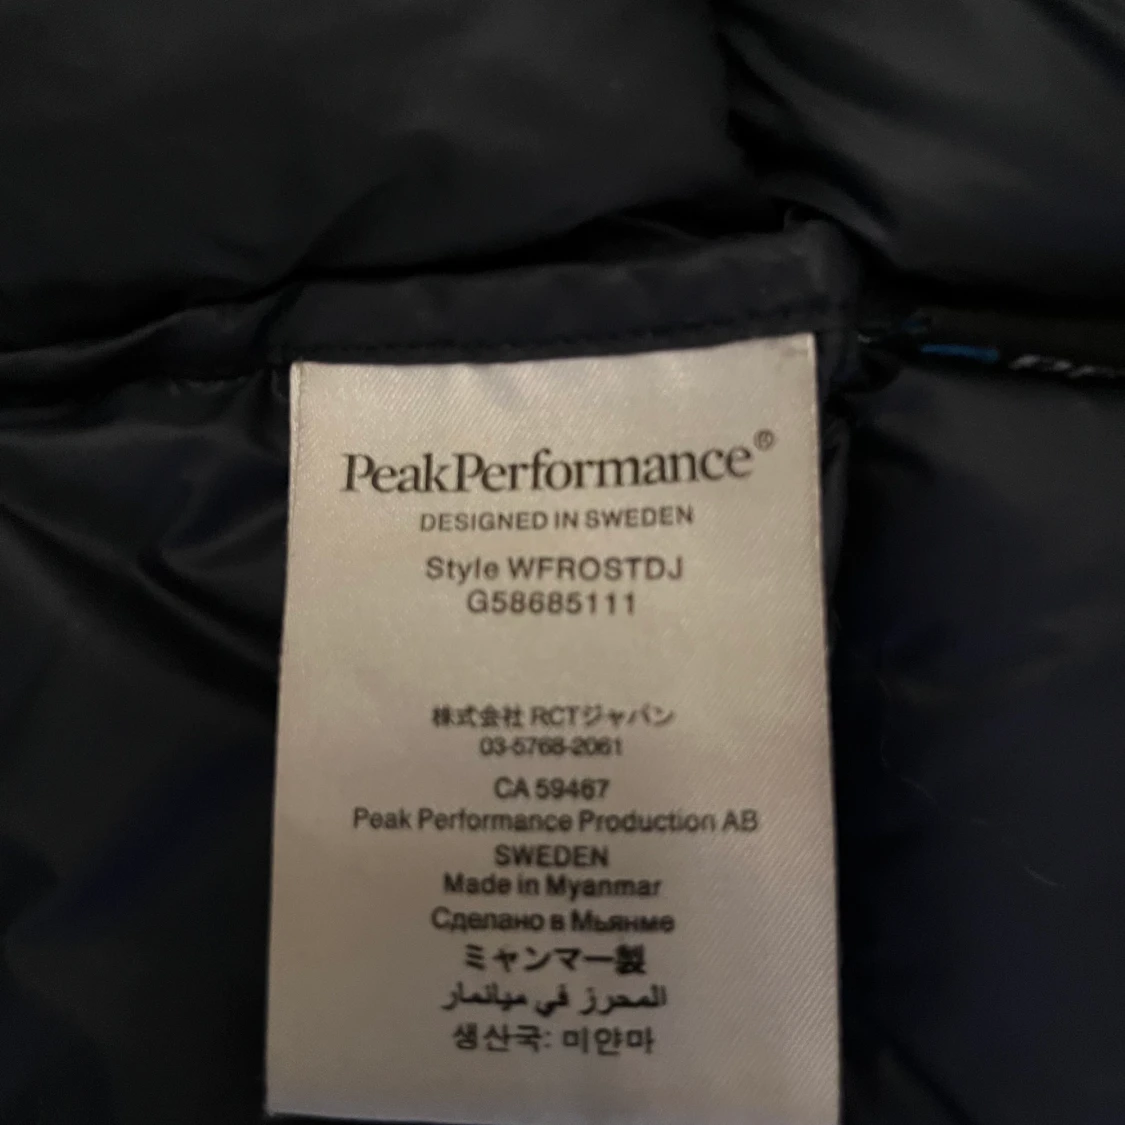 PeakPerformance®
DESIGNED IN SWEDEN
Style WFROSTDJ
G58685111
株式会社 RCTジャパン
03-5768-2061
CA 59467
Peak Performance Production AB
SWEDEN
Made in Myanmar
Сделано в Мьянме
ミャンマー製
المحرز في ميانمار
생산국: 미얀마